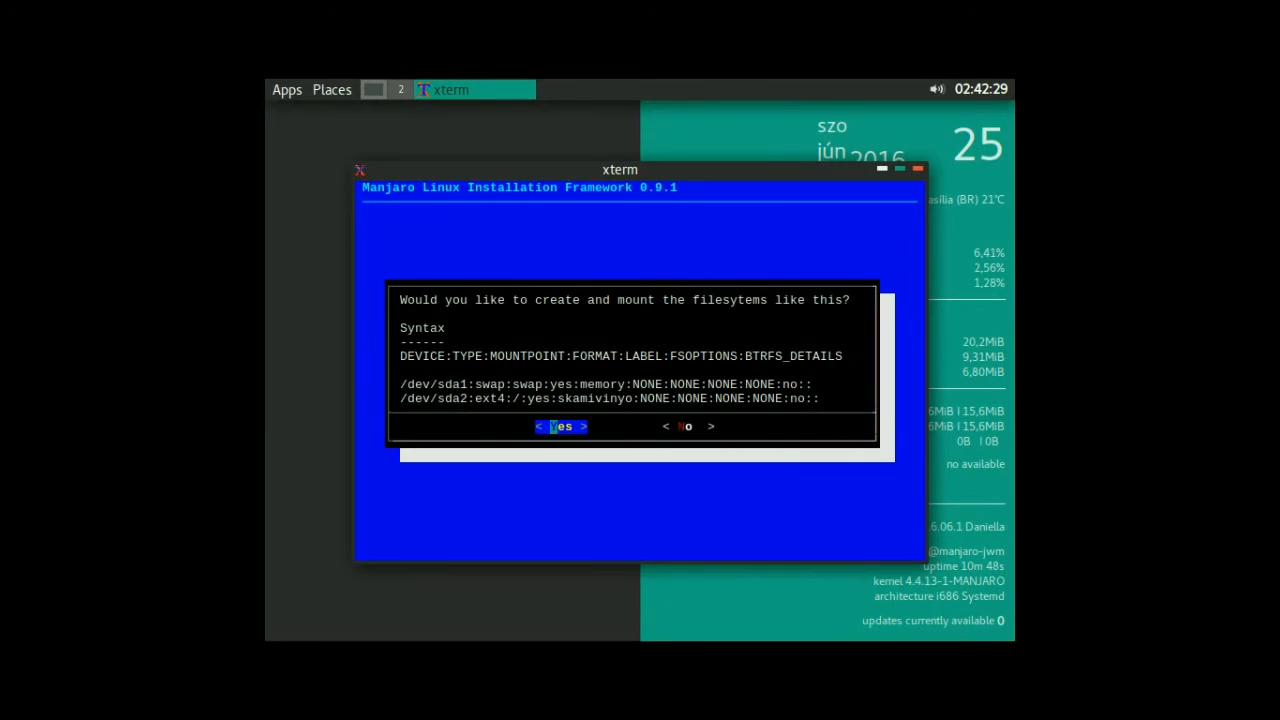 Apps Places 2 xterm 02:42:29
szo
jún 2016 25
xterm
Manjaro Linux Installation Framework 0.9.1
asília (BR) 21°C
6,41%
2,56%
1,28%
Would you like to create and mount the filesytems like this?
Syntax
------
DEVICE:TYPE:MOUNTPOINT:FORMAT:LABEL:FSOPTIONS:BTRFS_DETAILS
/dev/sda1:swap:swap:yes:memory:NONE:NONE:NONE:NONE:no::
/dev/sda2:ext4:/:yes:skamivinyo:NONE:NONE:NONE:NONE:no::
< Yes > < No >
20,2MiB
9,31MiB
6,80MiB
6MiB | 15,6MiB
6MiB | 15,6MiB
0B | 0B
no available
6.06.1 Daniella
@manjaro-jwm
uptime 10m 48s
kernel 4.4.13-1-MANJARO
architecture i686 Systemd
updates currently available 0